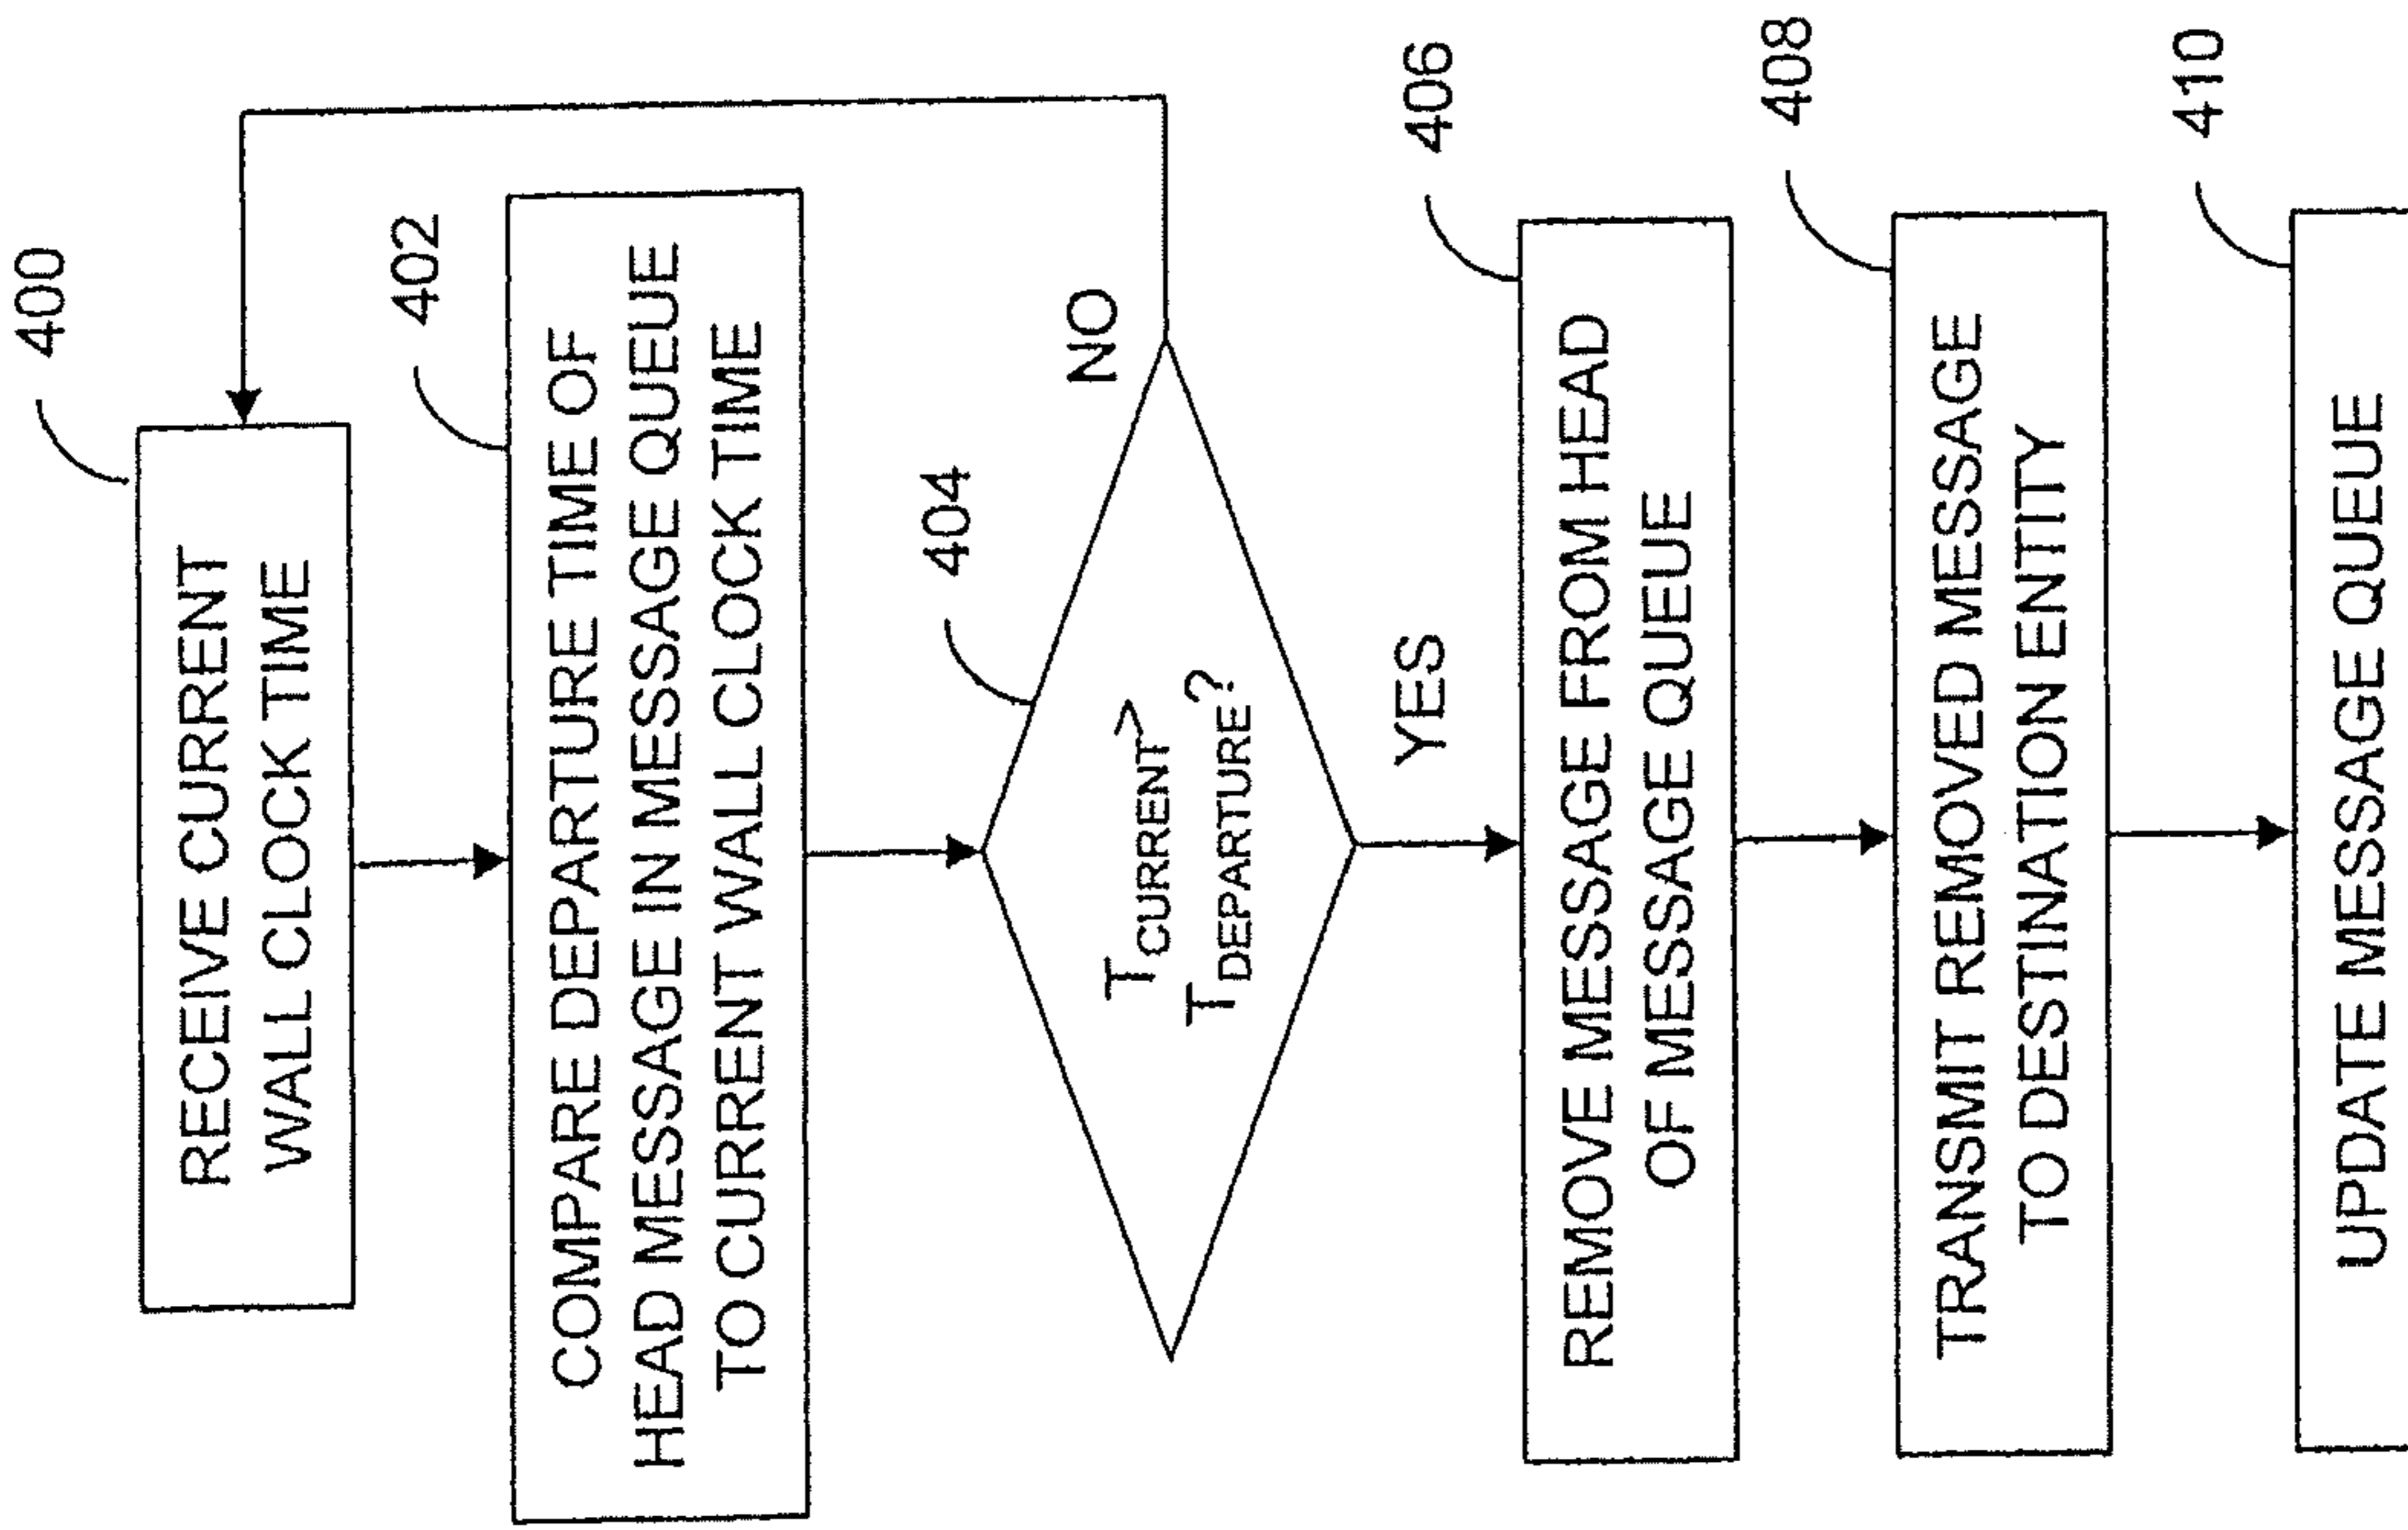 400
RECEIVE CURRENT
WALL CLOCK TIME
402
COMPARE DEPARTURE TIME OF
HEAD MESSAGE IN MESSAGE QUEUE
TO CURRENT WALL CLOCK TIME
404
NO
TCURRENT>
TDEPARTURE?
YES
406
REMOVE MESSAGE FROM HEAD
OF MESSAGE QUEUE
408
TRANSMIT REMOVED MESSAGE
TO DESTINATION ENTITY
410
UPDATE MESSAGE QUEUE